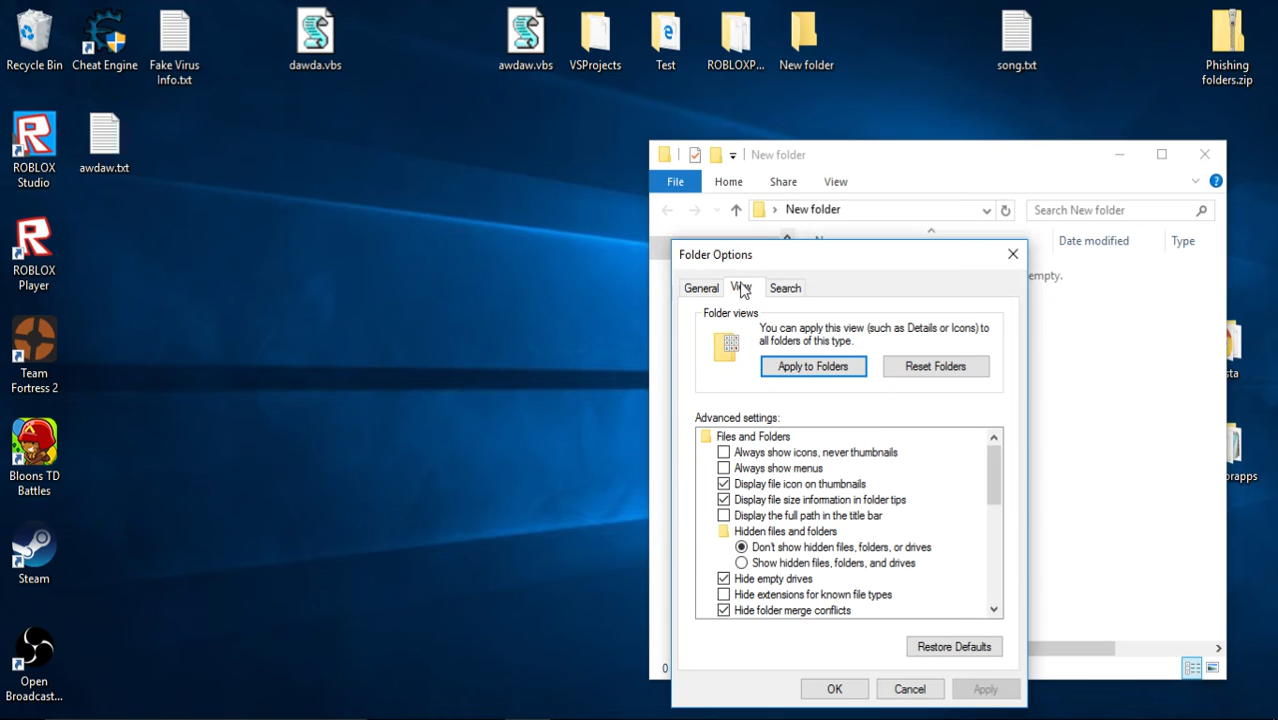 Recycle Bin
Cheat Engine
Fake Virus
Info.txt
dawda.vbs
awdaw.vbs
VSProjects
Test
ROBLOXP...
New folder
song.txt
Phishing
folders.zip
ROBLOX
Studio
awdaw.txt
ROBLOX
Player
Team
Fortress 2
Bloons TD
Battles
Steam
Open
Broadcast...
New folder
File
Home
Share
View
New folder
Search New folder
Date modified
Type
empty.
Folder Options
General
View
Search
Folder views
You can apply this view (such as Details or Icons) to
all folders of this type.
Apply to Folders
Reset Folders
Advanced settings:
Files and Folders
Always show icons, never thumbnails
Always show menus
Display file icon on thumbnails
Display file size information in folder tips
Display the full path in the title bar
Hidden files and folders
Don't show hidden files, folders, or drives
Show hidden files, folders, and drives
Hide empty drives
Hide extensions for known file types
Hide folder merge conflicts
Restore Defaults
OK
Cancel
Apply
0
sta
orapps